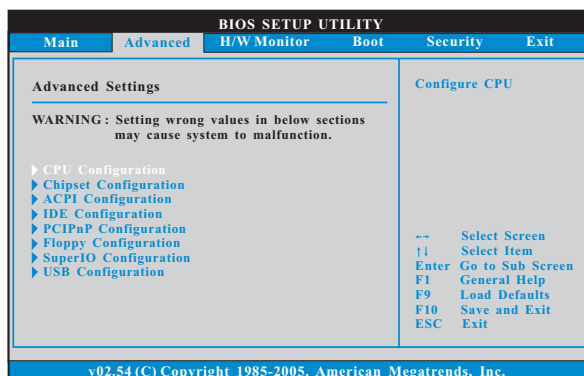 BIOS SETUP UTILITY
Main Advanced H/W Monitor Boot Security Exit
Advanced Settings
WARNING : Setting wrong values in below sections
may cause system to malfunction.
CPU Configuration
Chipset Configuration
ACPI Configuration
IDE Configuration
PCIPnP Configuration
Floppy Configuration
SuperIO Configuration
USB Configuration
Configure CPU
←→ Select Screen
↑↓ Select Item
Enter Go to Sub Screen
F1 General Help
F9 Load Defaults
F10 Save and Exit
ESC Exit
v02.54 (C) Copyright 1985-2005, American Megatrends, Inc.